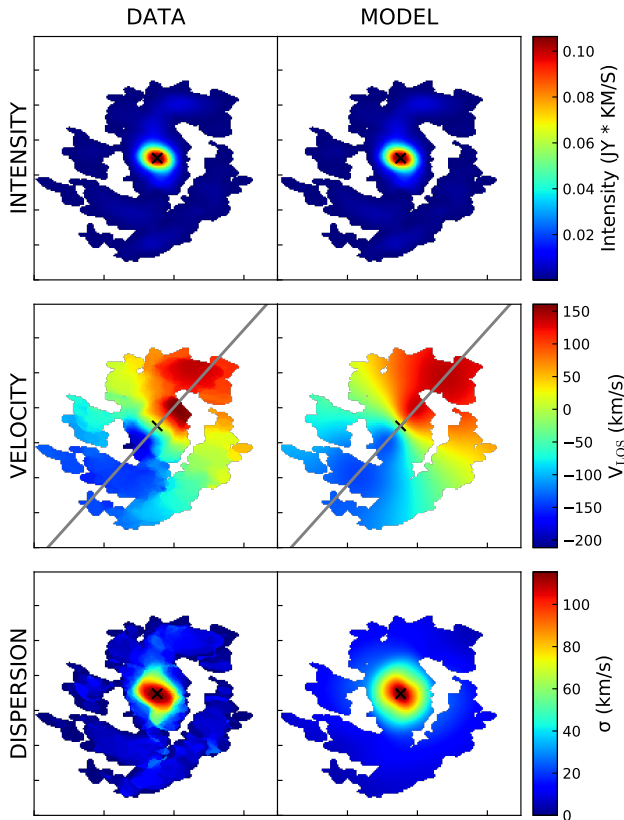 DATA MODEL
INTENSITY
0.10
0.08
0.06
0.04
0.02
Intensity (JY * KM/S)
VELOCITY
150
100
50
0
−50
−100
−150
−200
V_LOS (km/s)
DISPERSION
100
80
60
40
20
0
σ (km/s)